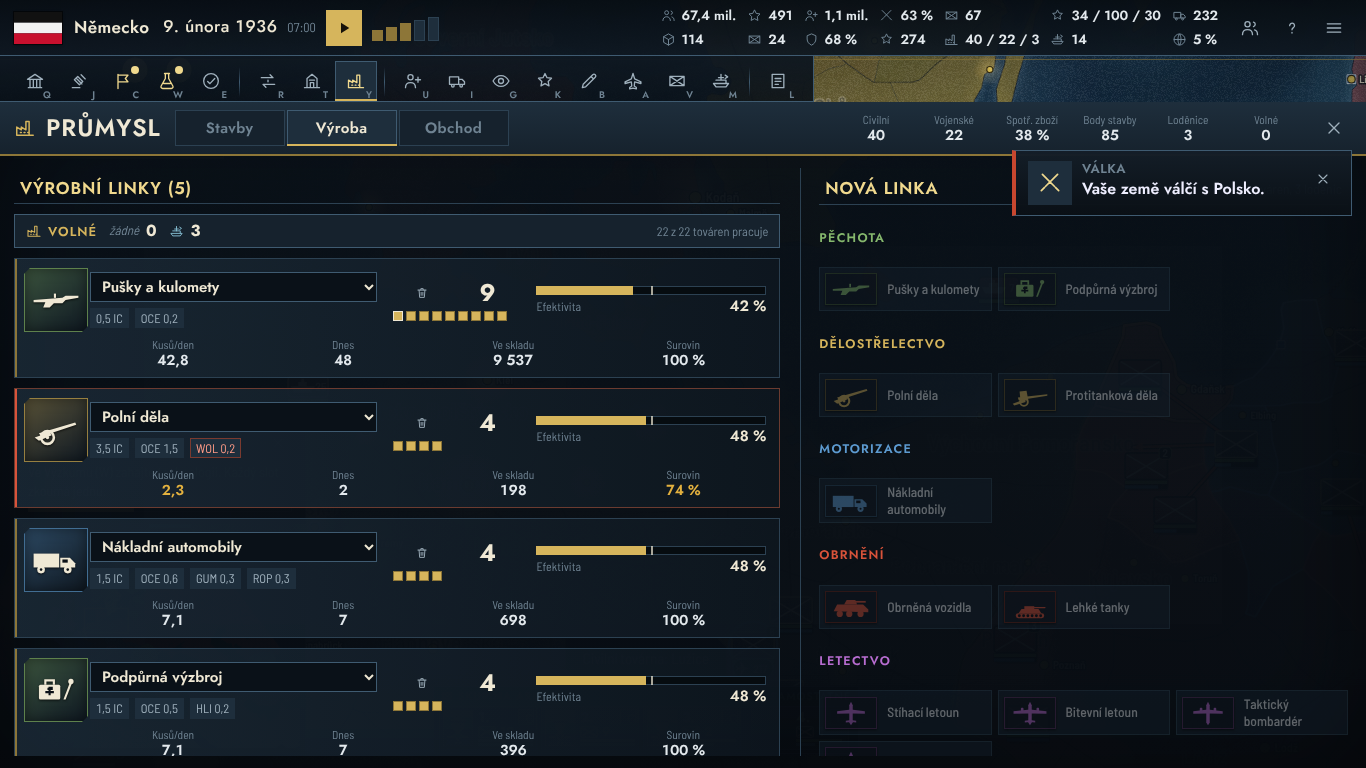 Německo 9. února 1936 07:00
67,4 mil. 491 1,1 mil. 63 % 67 34 / 100 / 30 232
114 24 68 % 274 40 / 22 / 3 14 5 %
?
Q J C W E R T Y U I G K B A V M L
PRŮMYSL
Stavby Výroba Obchod
Civilní Vojenské Spotř. zboží Body stavby Loděnice Volné
40 22 38 % 85 3 0
VÁLKA
Vaše země válčí s Polsko.
VÝROBNÍ LINKY (5)
VOLNÉ žádné 0 3 22 z 22 továren pracuje
Pušky a kulomety
9
Efektivita 42 %
0,5 IC OCE 0,2
Kusů/den Dnes Ve skladu Surovin
42,8 48 9 537 100 %
Polní děla
4
Efektivita 48 %
3,5 IC OCE 1,5 WOL 0,2
Kusů/den Dnes Ve skladu Surovin
2,3 2 198 74 %
Nákladní automobily
4
Efektivita 48 %
1,5 IC OCE 0,6 GUM 0,3 ROP 0,3
Kusů/den Dnes Ve skladu Surovin
7,1 7 698 100 %
Podpůrná výzbroj
4
Efektivita 48 %
1,5 IC OCE 0,5 HLI 0,2
Kusů/den Dnes Ve skladu Surovin
7,1 7 396 100 %
NOVÁ LINKA
PĚCHOTA
Pušky a kulomety Podpůrná výzbroj
DĚLOSTŘELECTVO
Polní děla Protitanková děla
MOTORIZACE
Nákladní
automobily
OBRNĚNÍ
Obrněná vozidla Lehké tanky
LETECTVO
Stíhací letoun Bitevní letoun Taktický
bombardér